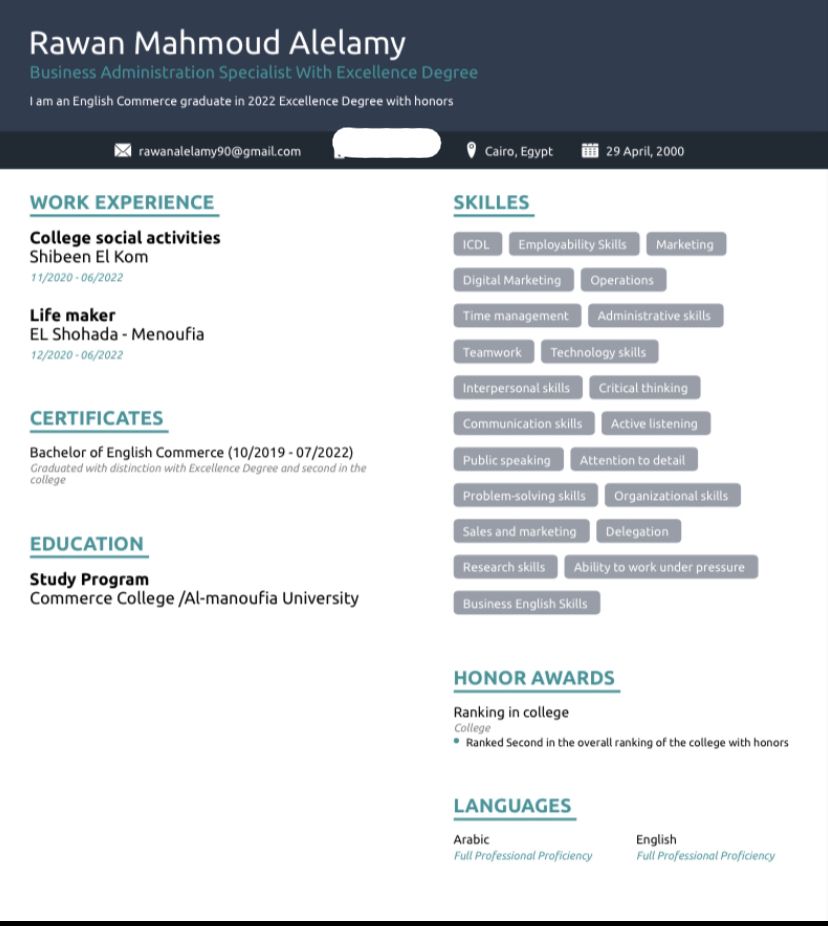 Rawan Mahmoud Alelamy
Business Administration Specialist With Excellence Degree
I am an English Commerce graduate in 2022 Excellence Degree with honors
rawanalelamy90@gmail.com
Cairo, Egypt
29 April, 2000
WORK EXPERIENCE
College social activities
Shibeen El Kom
11/2020 - 06/2022
Life maker
EL Shohada - Menoufia
12/2020 - 06/2022
CERTIFICATES
Bachelor of English Commerce (10/2019 - 07/2022)
Graduated with distinction with Excellence Degree and second in the
college
EDUCATION
Study Program
Commerce College /Al-manoufia University
SKILLES
ICDL Employability Skills Marketing
Digital Marketing Operations
Time management Administrative skills
Teamwork Technology skills
Interpersonal skills Critical thinking
Communication skills Active listening
Public speaking Attention to detail
Problem-solving skills Organizational skills
Sales and marketing Delegation
Research skills Ability to work under pressure
Business English Skills
HONOR AWARDS
Ranking in college
College
Ranked Second in the overall ranking of the college with honors
LANGUAGES
Arabic
Full Professional Proficiency
English
Full Professional Proficiency